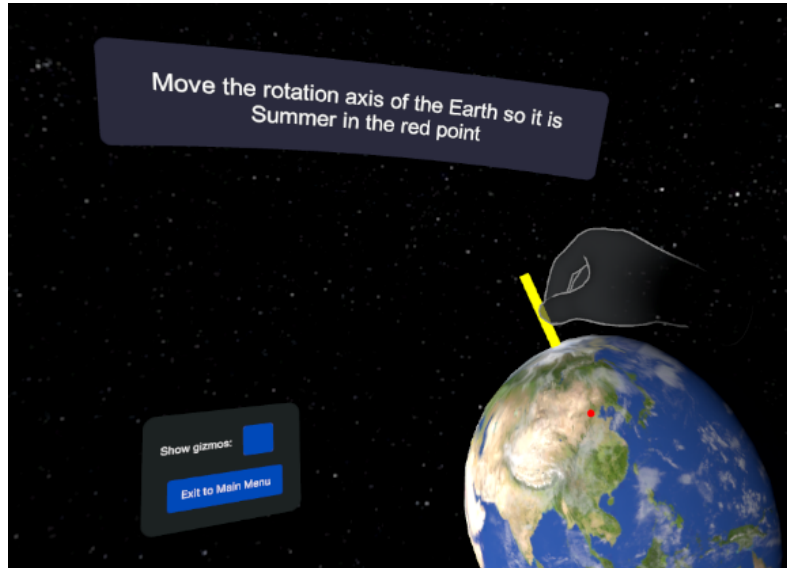 Move the rotation axis of the Earth so it is
Summer in the red point
Show gizmos:
Exit to Main Menu